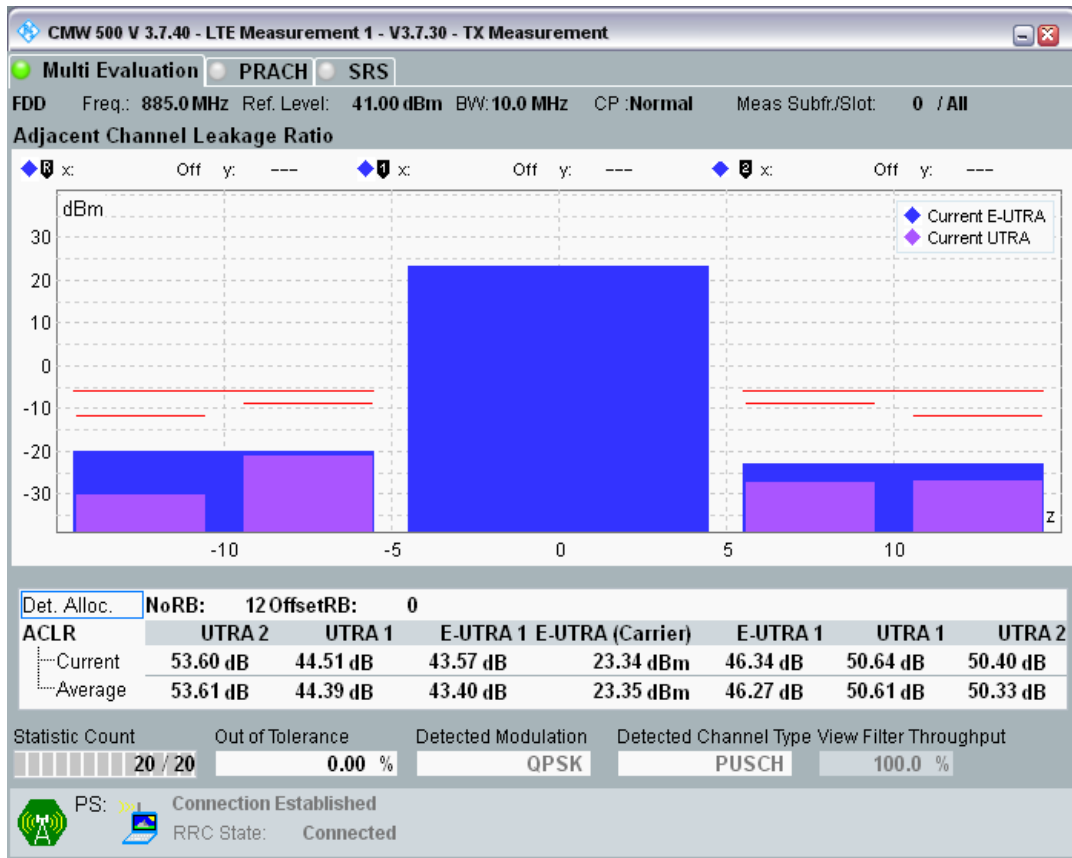 CMW 500 V 3.7.40 - LTE Measurement 1 - V3.7.30 - TX Measurement
Multi Evaluation PRACH SRS
FDD Freq.: 885.0 MHz Ref. Level: 41.00 dBm BW: 10.0 MHz CP :Normal Meas Subfr./Slot: 0 / All
Adjacent Channel Leakage Ratio
R x: Off y: --- 1 x: Off y: --- 2 x: Off y: ---
dBm
Current E-UTRA
Current UTRA
30
20
10
0
-10
-20
-30
z
-10 -5 0 5 10
Det. Alloc. NoRB: 12 OffsetRB: 0
ACLR UTRA 2 UTRA 1 E-UTRA 1 E-UTRA (Carrier) E-UTRA 1 UTRA 1 UTRA 2
Current 53.60 dB 44.51 dB 43.57 dB 23.34 dBm 46.34 dB 50.64 dB 50.40 dB
Average 53.61 dB 44.39 dB 43.40 dB 23.35 dBm 46.27 dB 50.61 dB 50.33 dB
Statistic Count Out of Tolerance Detected Modulation Detected Channel Type View Filter Throughput
20 / 20 0.00 % QPSK PUSCH 100.0 %
PS: Connection Established
RRC State: Connected